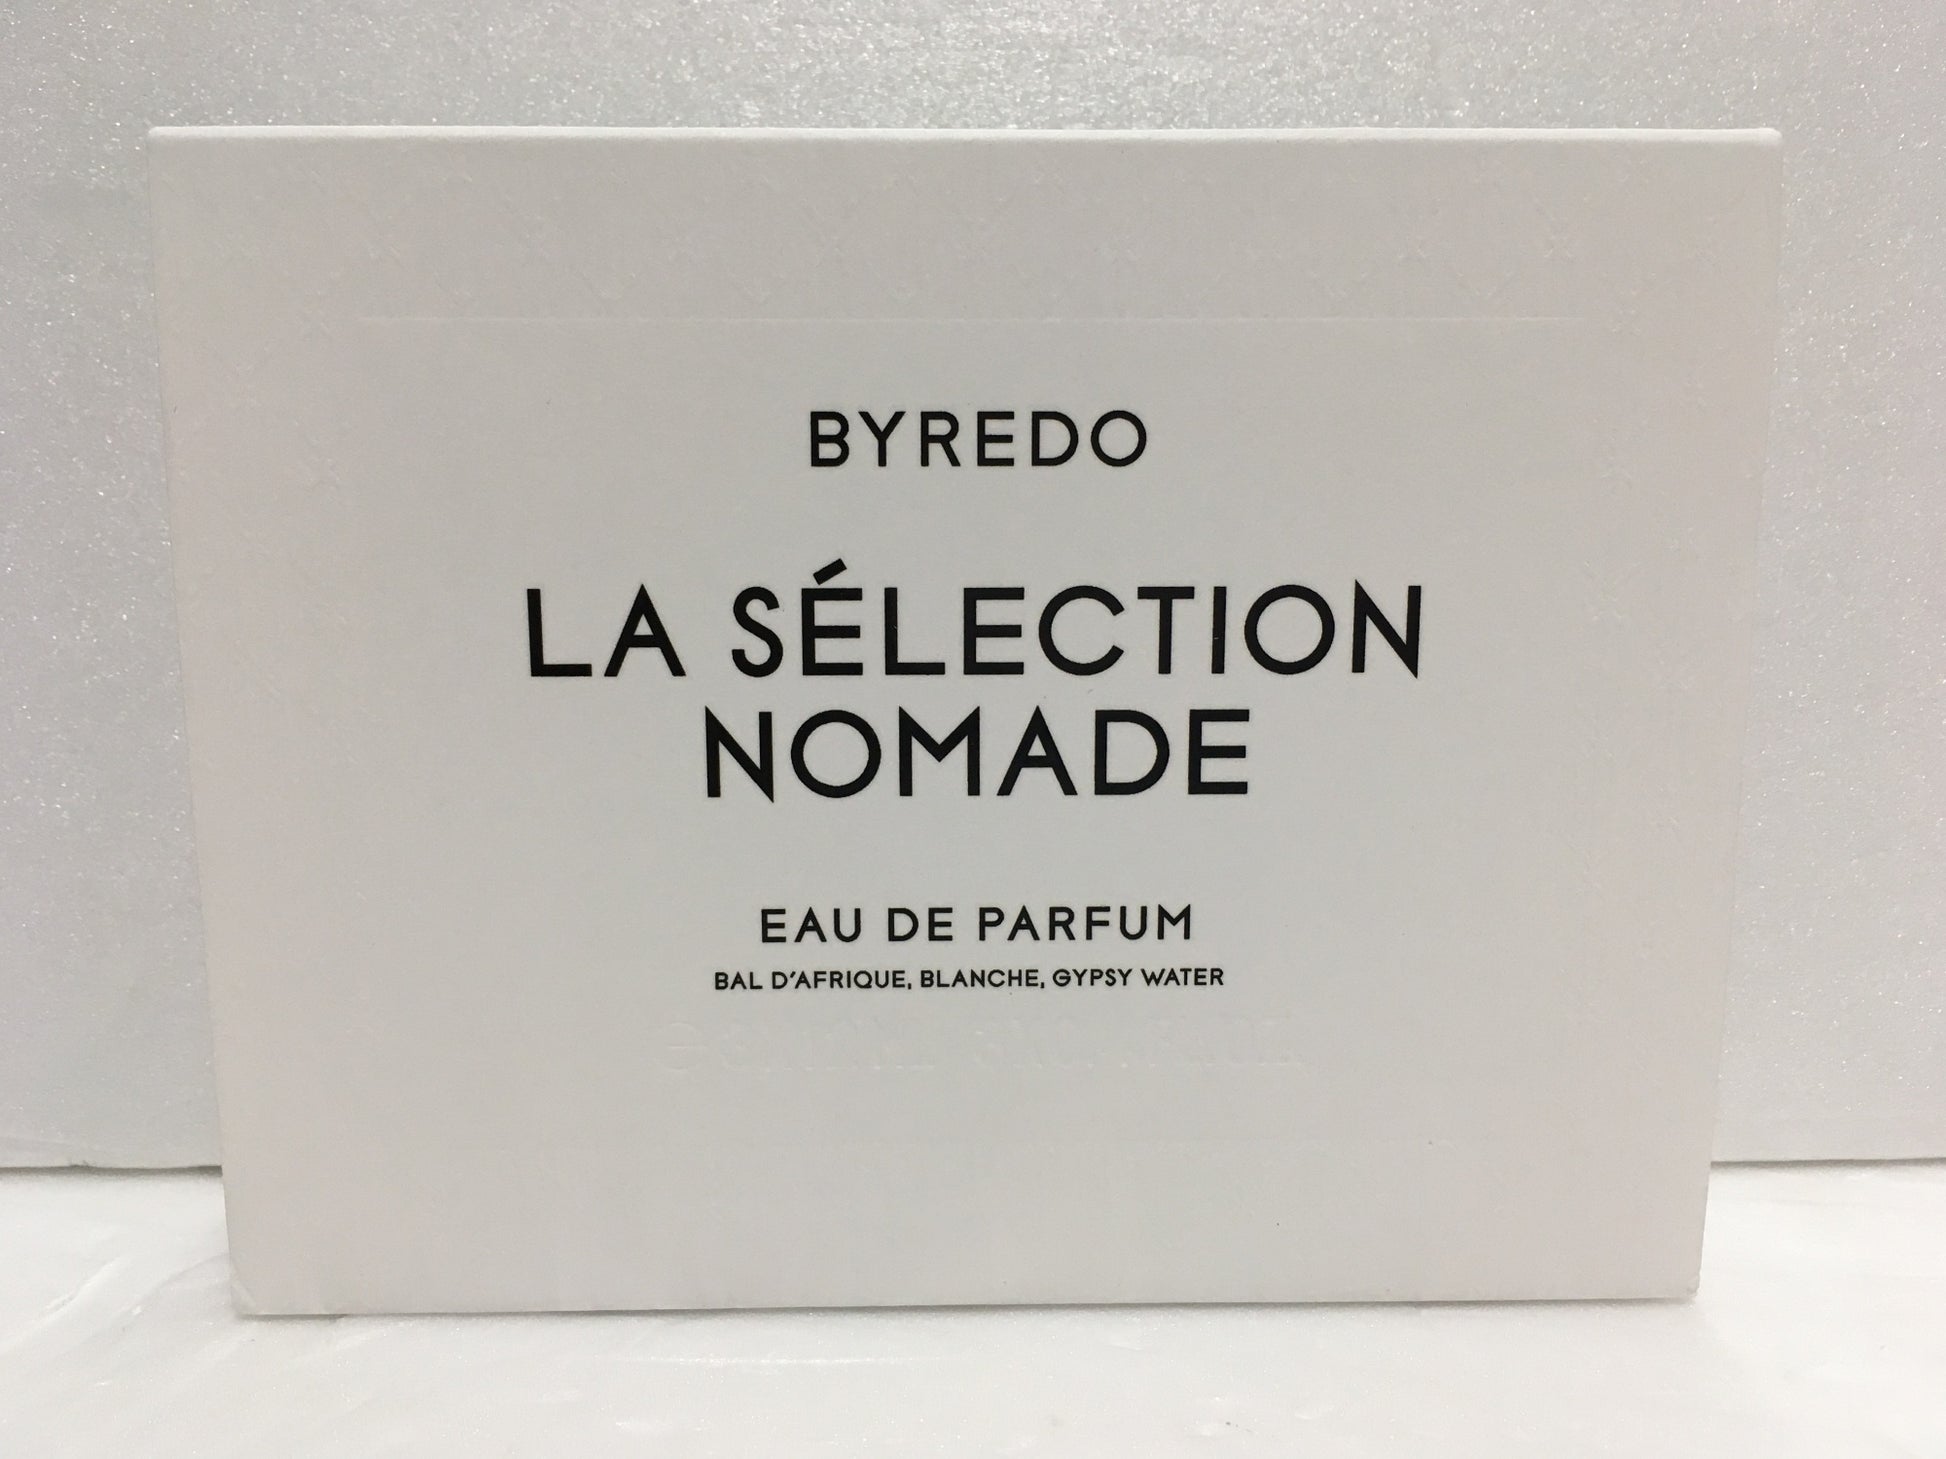 BYREDO
LA SÉLECTION
NOMADE
EAU DE PARFUM
BAL D'AFRIQUE, BLANCHE, GYPSY WATER